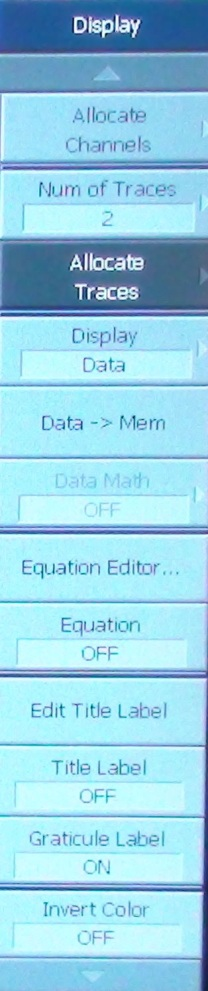 Display
Allocate
Channels
Num of Traces
2
Allocate
Traces
Display
Data
Data -> Mem
Data Math
OFF
Equation Editor...
Equation
OFF
Edit Title Label
Title Label
OFF
Graticule Label
ON
Invert Color
OFF